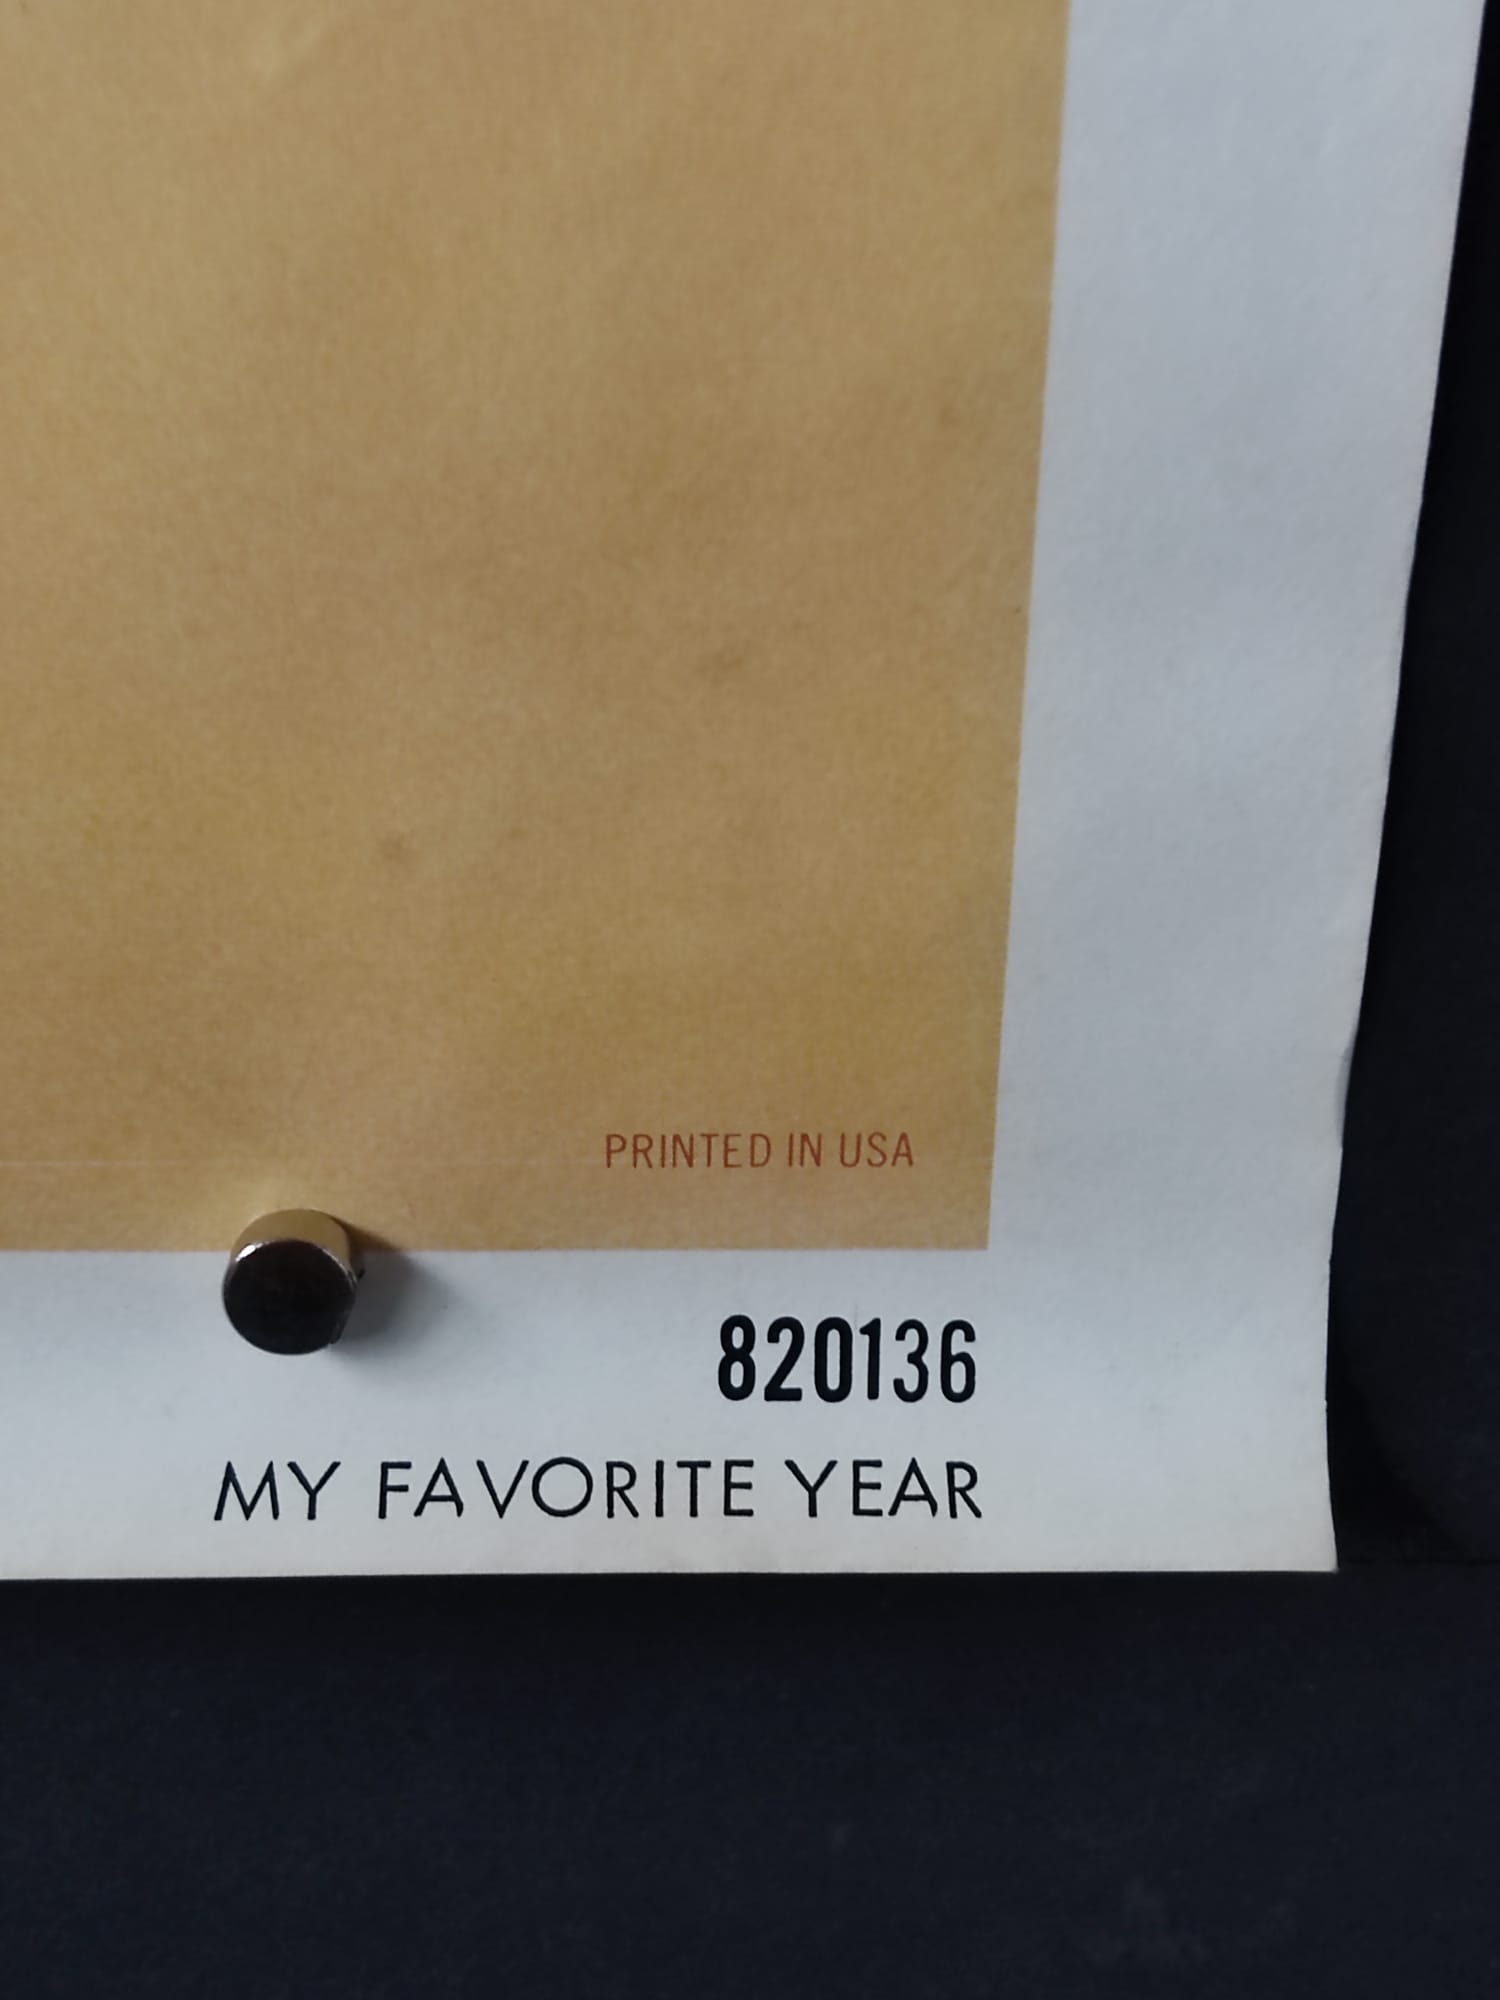 PRINTED IN USA
820136
MY FAVORITE YEAR